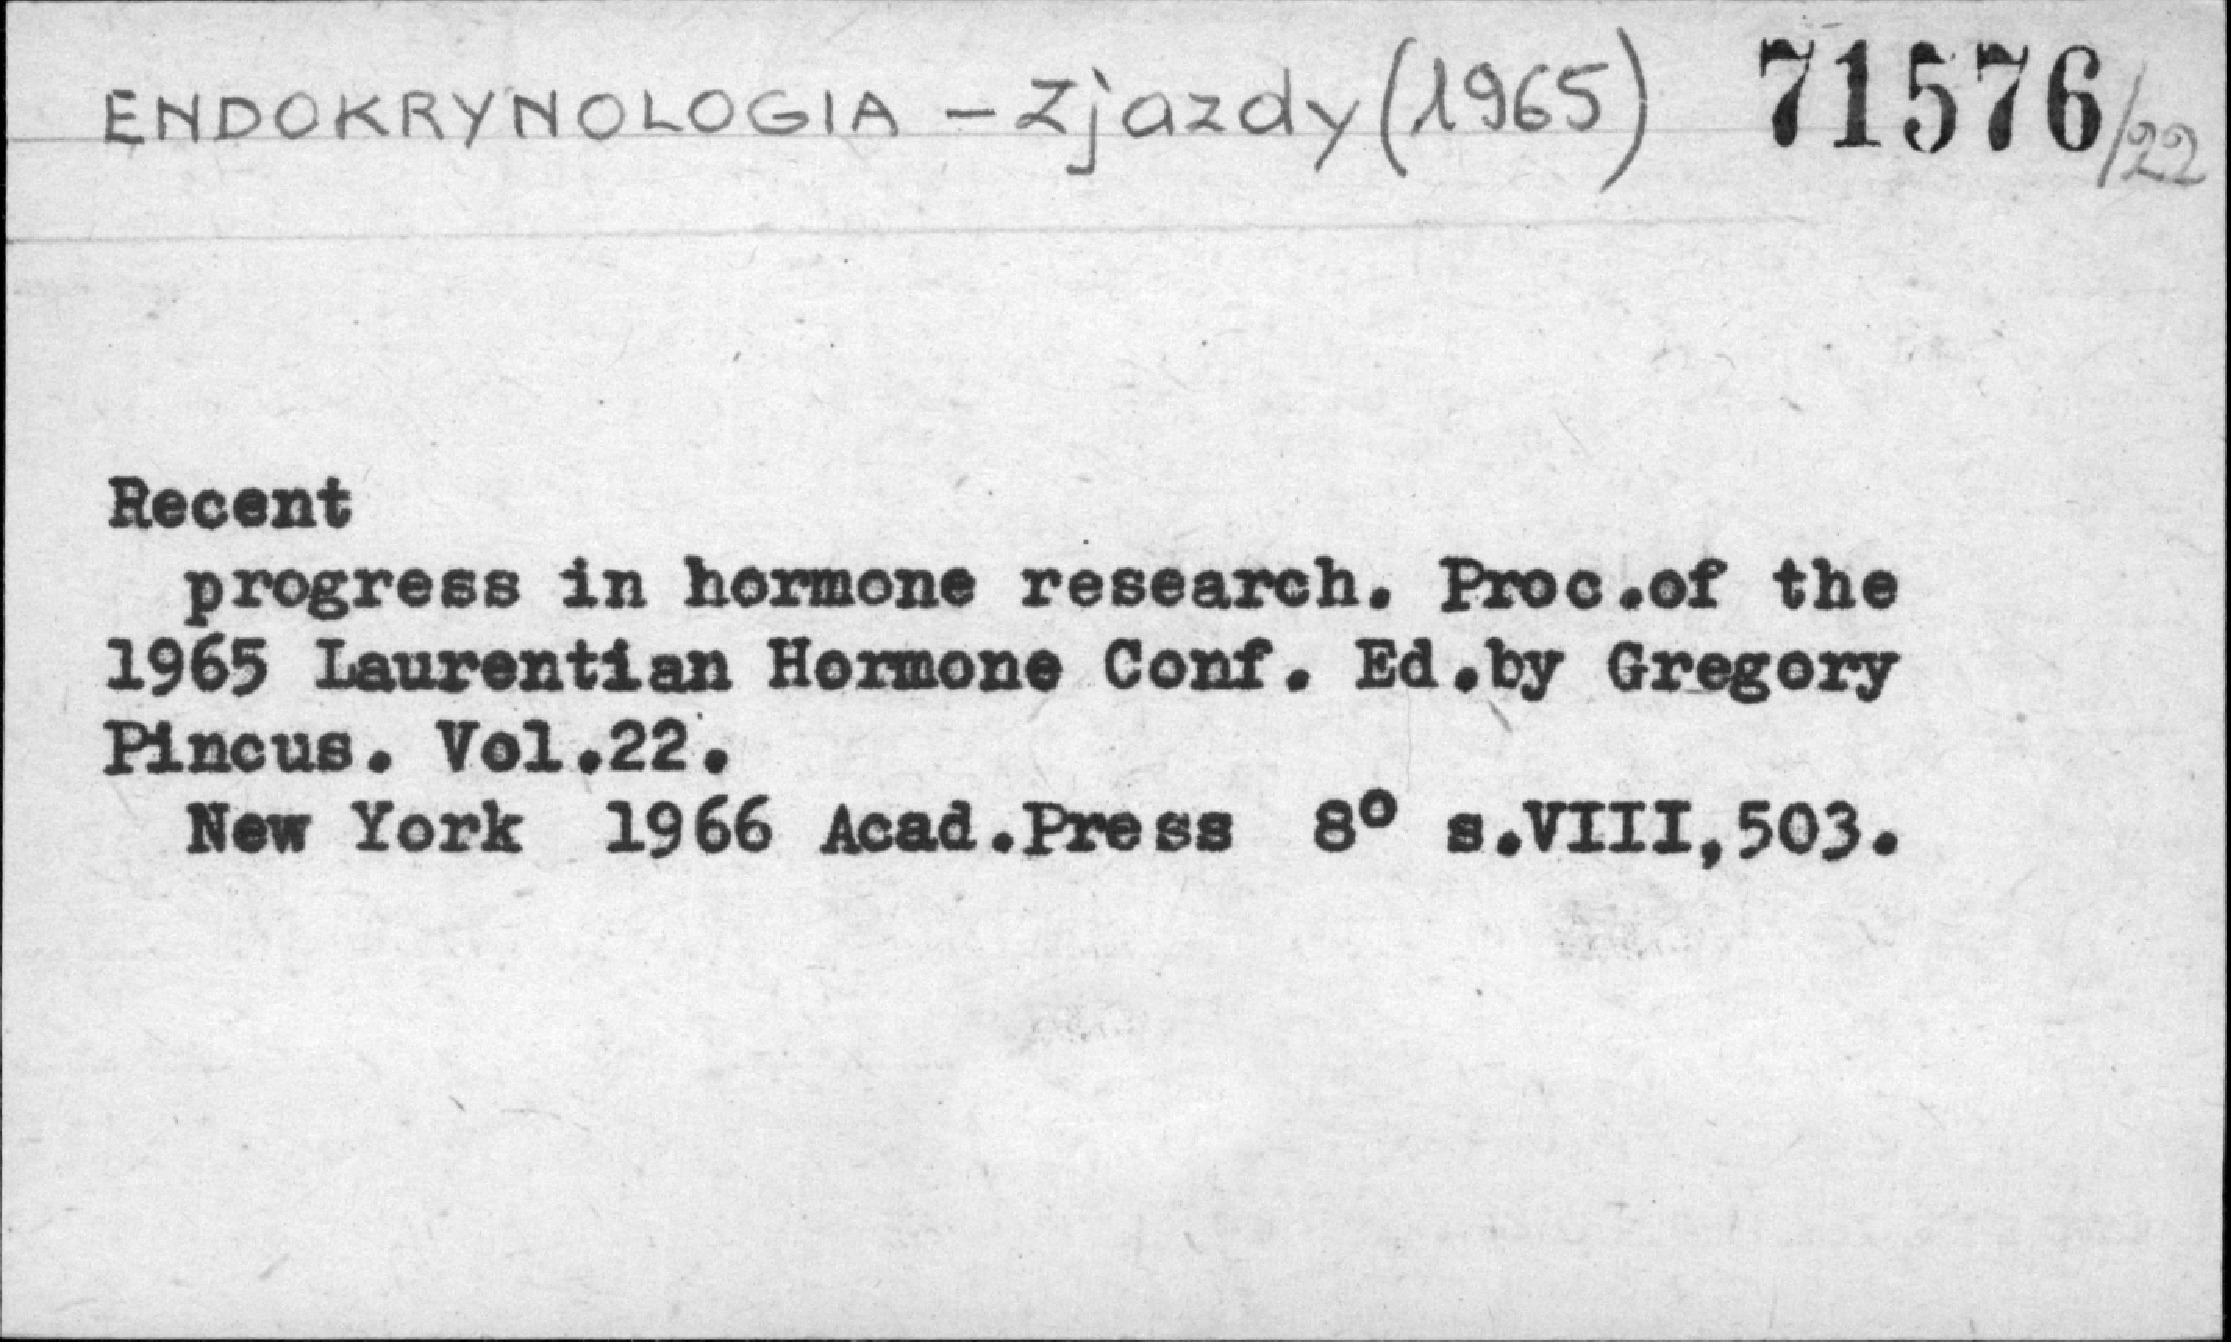 ENDOKRYNOLOGIA - Zjazdy (1965) 71576/22
Recent
progress in hormone research. Proc.of the
1965 Laurentian Hormone Conf. Ed.by Gregory
Pincus. Vol.22.
New York 1966 Acad.Press 8° s.VIII,503.